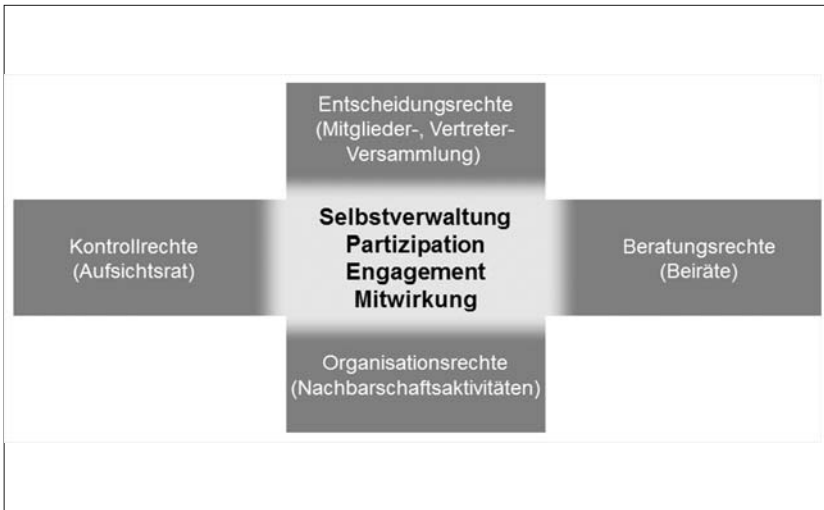 Entscheidungsrechte
(Mitglieder-, Vertreter-
Versammlung)
Kontrollrechte
(Aufsichtsrat)
Selbstverwaltung
Partizipation
Engagement
Mitwirkung
Beratungsrechte
(Beiräte)
Organisationsrechte
(Nachbarschaftsaktivitäten)